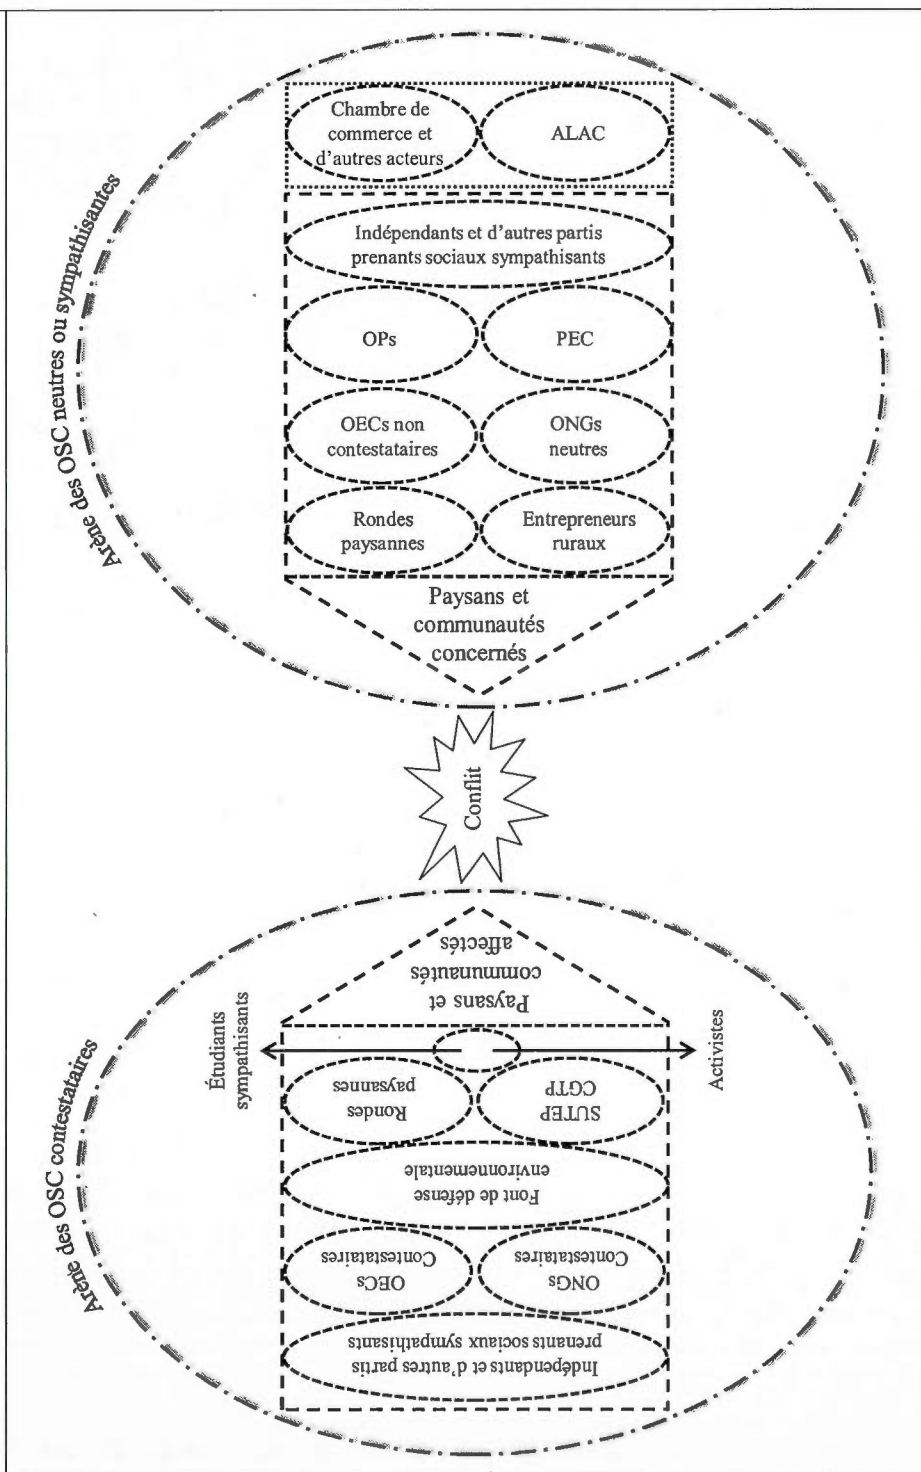 Arène des OSC neutres ou sympathisantes
Chambre de
commerce et
d'autres acteurs
ALAC
Indépendants et d'autres partis
prenants sociaux sympathisants
OPs
PEC
OECs non
contestataires
ONGs
neutres
Rondes
paysannes
Entrepreneurs
ruraux
Paysans et
communautés
concernés
Conflit
Arène des OSC contestataires
Paysans et
communautés
affectés
Étudiants
sympathisants
Activistes
Rondes
paysannes
SUTEP
CGTP
Font de défense
environnementale
OECs
Contestataires
ONGs
Contestataires
Indépendants et d'autres partis
prenants sociaux sympathisants